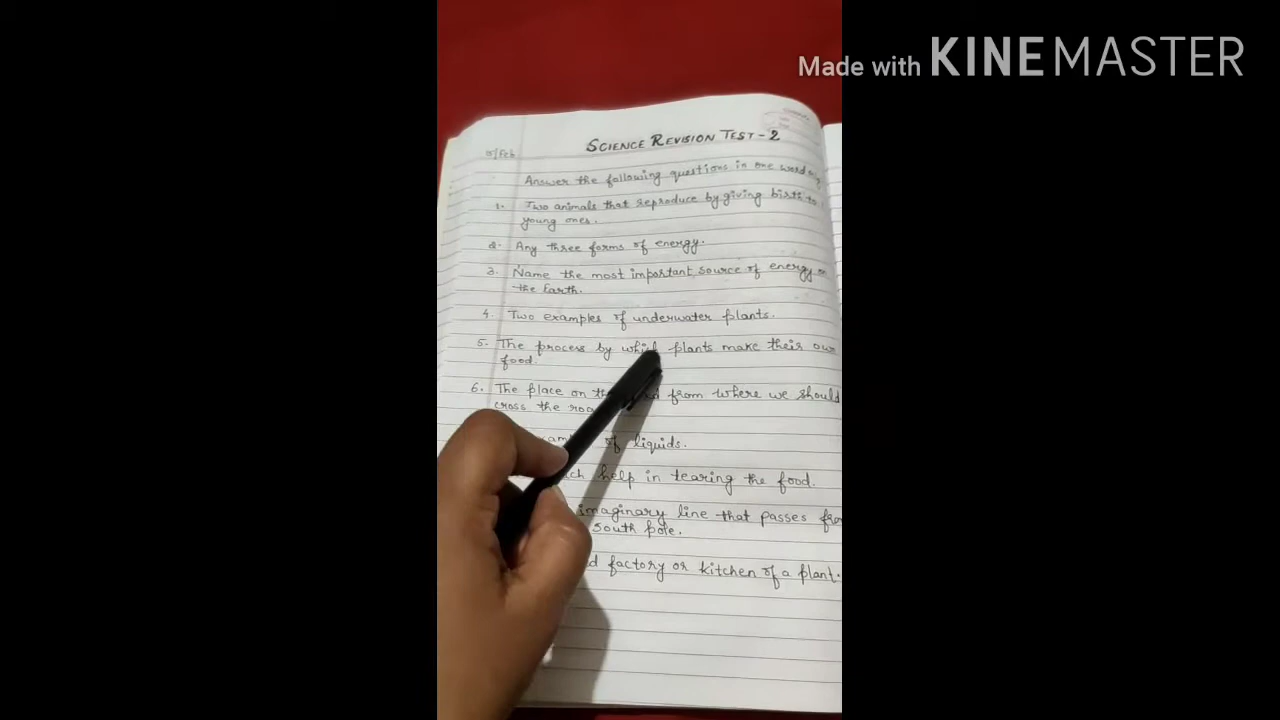 Made with KINEMASTER
SCIENCE REVISION TEST - 2
Answer the following questions in one word only
1. Two animals that reproduce by giving birth to
young ones.
2. Any three forms of energy.
3. Name the most important source of energy on
the Earth.
4. Two examples of underwater plants.
5. The process by which plants make their own
food.
6. The place on the from where we should
cross the
of liquids.
help in tearing the food.
imaginary line that passes from
south pole.
factory or kitchen of a plant.